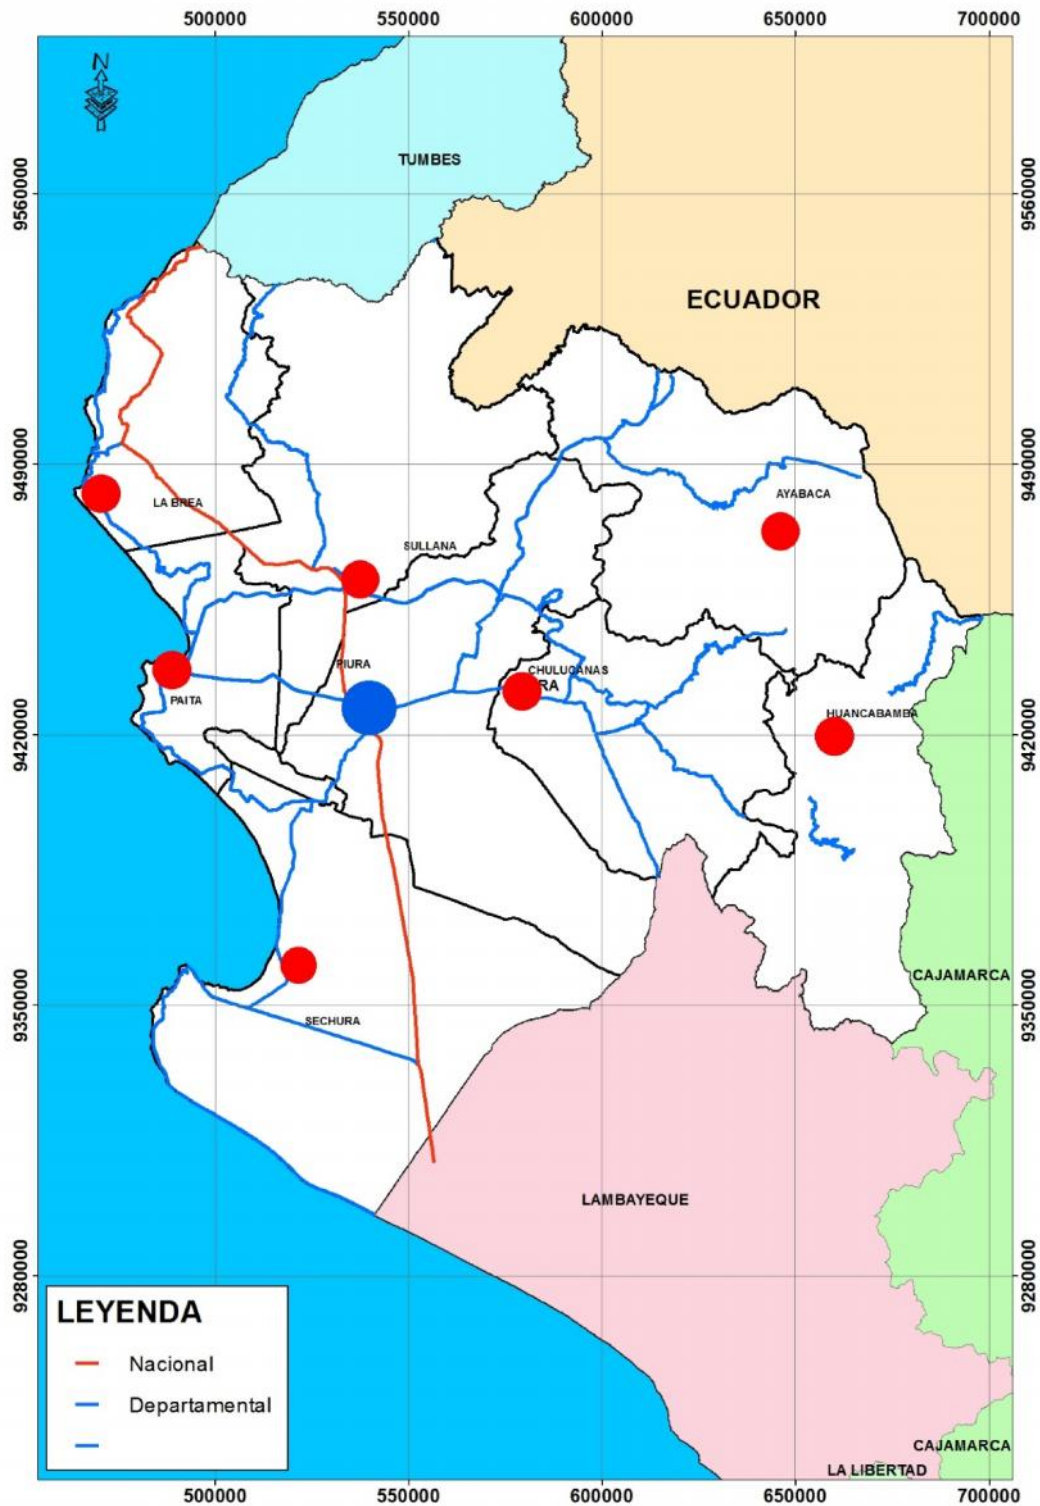 500000 550000 600000 650000 700000
N
TUMBES
9560000 9560000
ECUADOR
9490000 9490000
AYABACA
LA BREA
SULLANA
PIURA
CHULUCANAS
RA
PAITA
HUANCABAMBA
9420000 9420000
CAJAMARCA
9350000 9350000
SECHURA
LAMBAYEQUE
9280000 9280000
LEYENDA
Nacional
Departamental
CAJAMARCA
LA LIBERTAD
500000 550000 600000 650000 700000